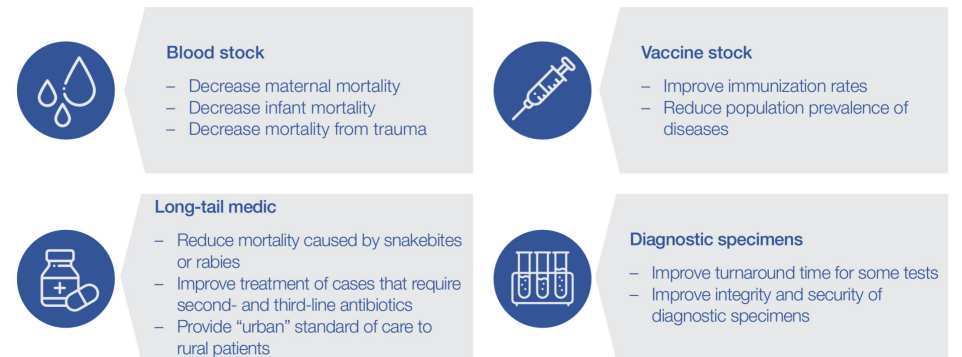 Blood stock
– Decrease maternal mortality
– Decrease infant mortality
– Decrease mortality from trauma
Vaccine stock
– Improve immunization rates
– Reduce population prevalence of
diseases
Long-tail medic
– Reduce mortality caused by snakebites
or rabies
– Improve treatment of cases that require
second- and third-line antibiotics
– Provide “urban” standard of care to
rural patients
Diagnostic specimens
– Improve turnaround time for some tests
– Improve integrity and security of
diagnostic specimens